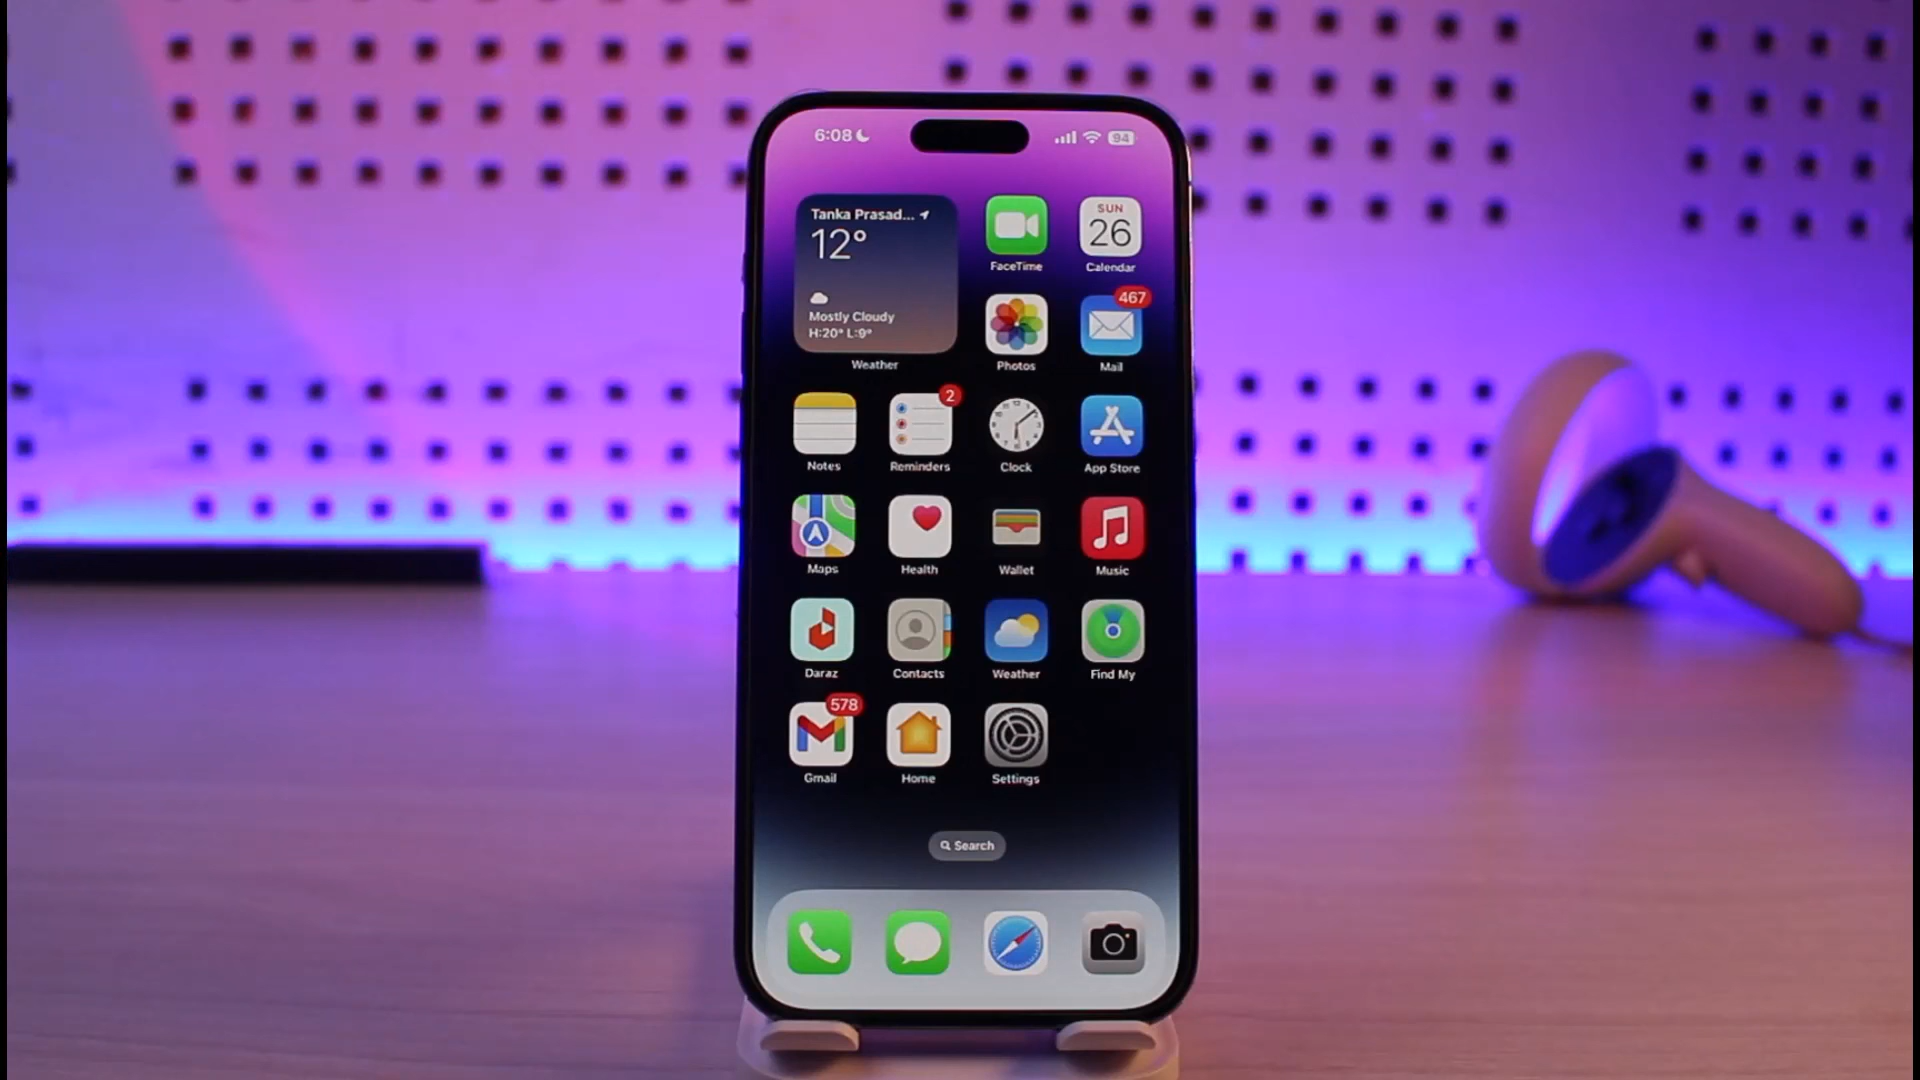 6:08
94
Tanka Prasad...
12°
Mostly Cloudy
H:20° L:9°
Weather
FaceTime
SUN
26
Calendar
Photos
467
Mail
Notes
2
Reminders
Clock
App Store
Maps
Health
Wallet
Music
Daraz
Contacts
Weather
Find My
578
Gmail
Home
Settings
Search